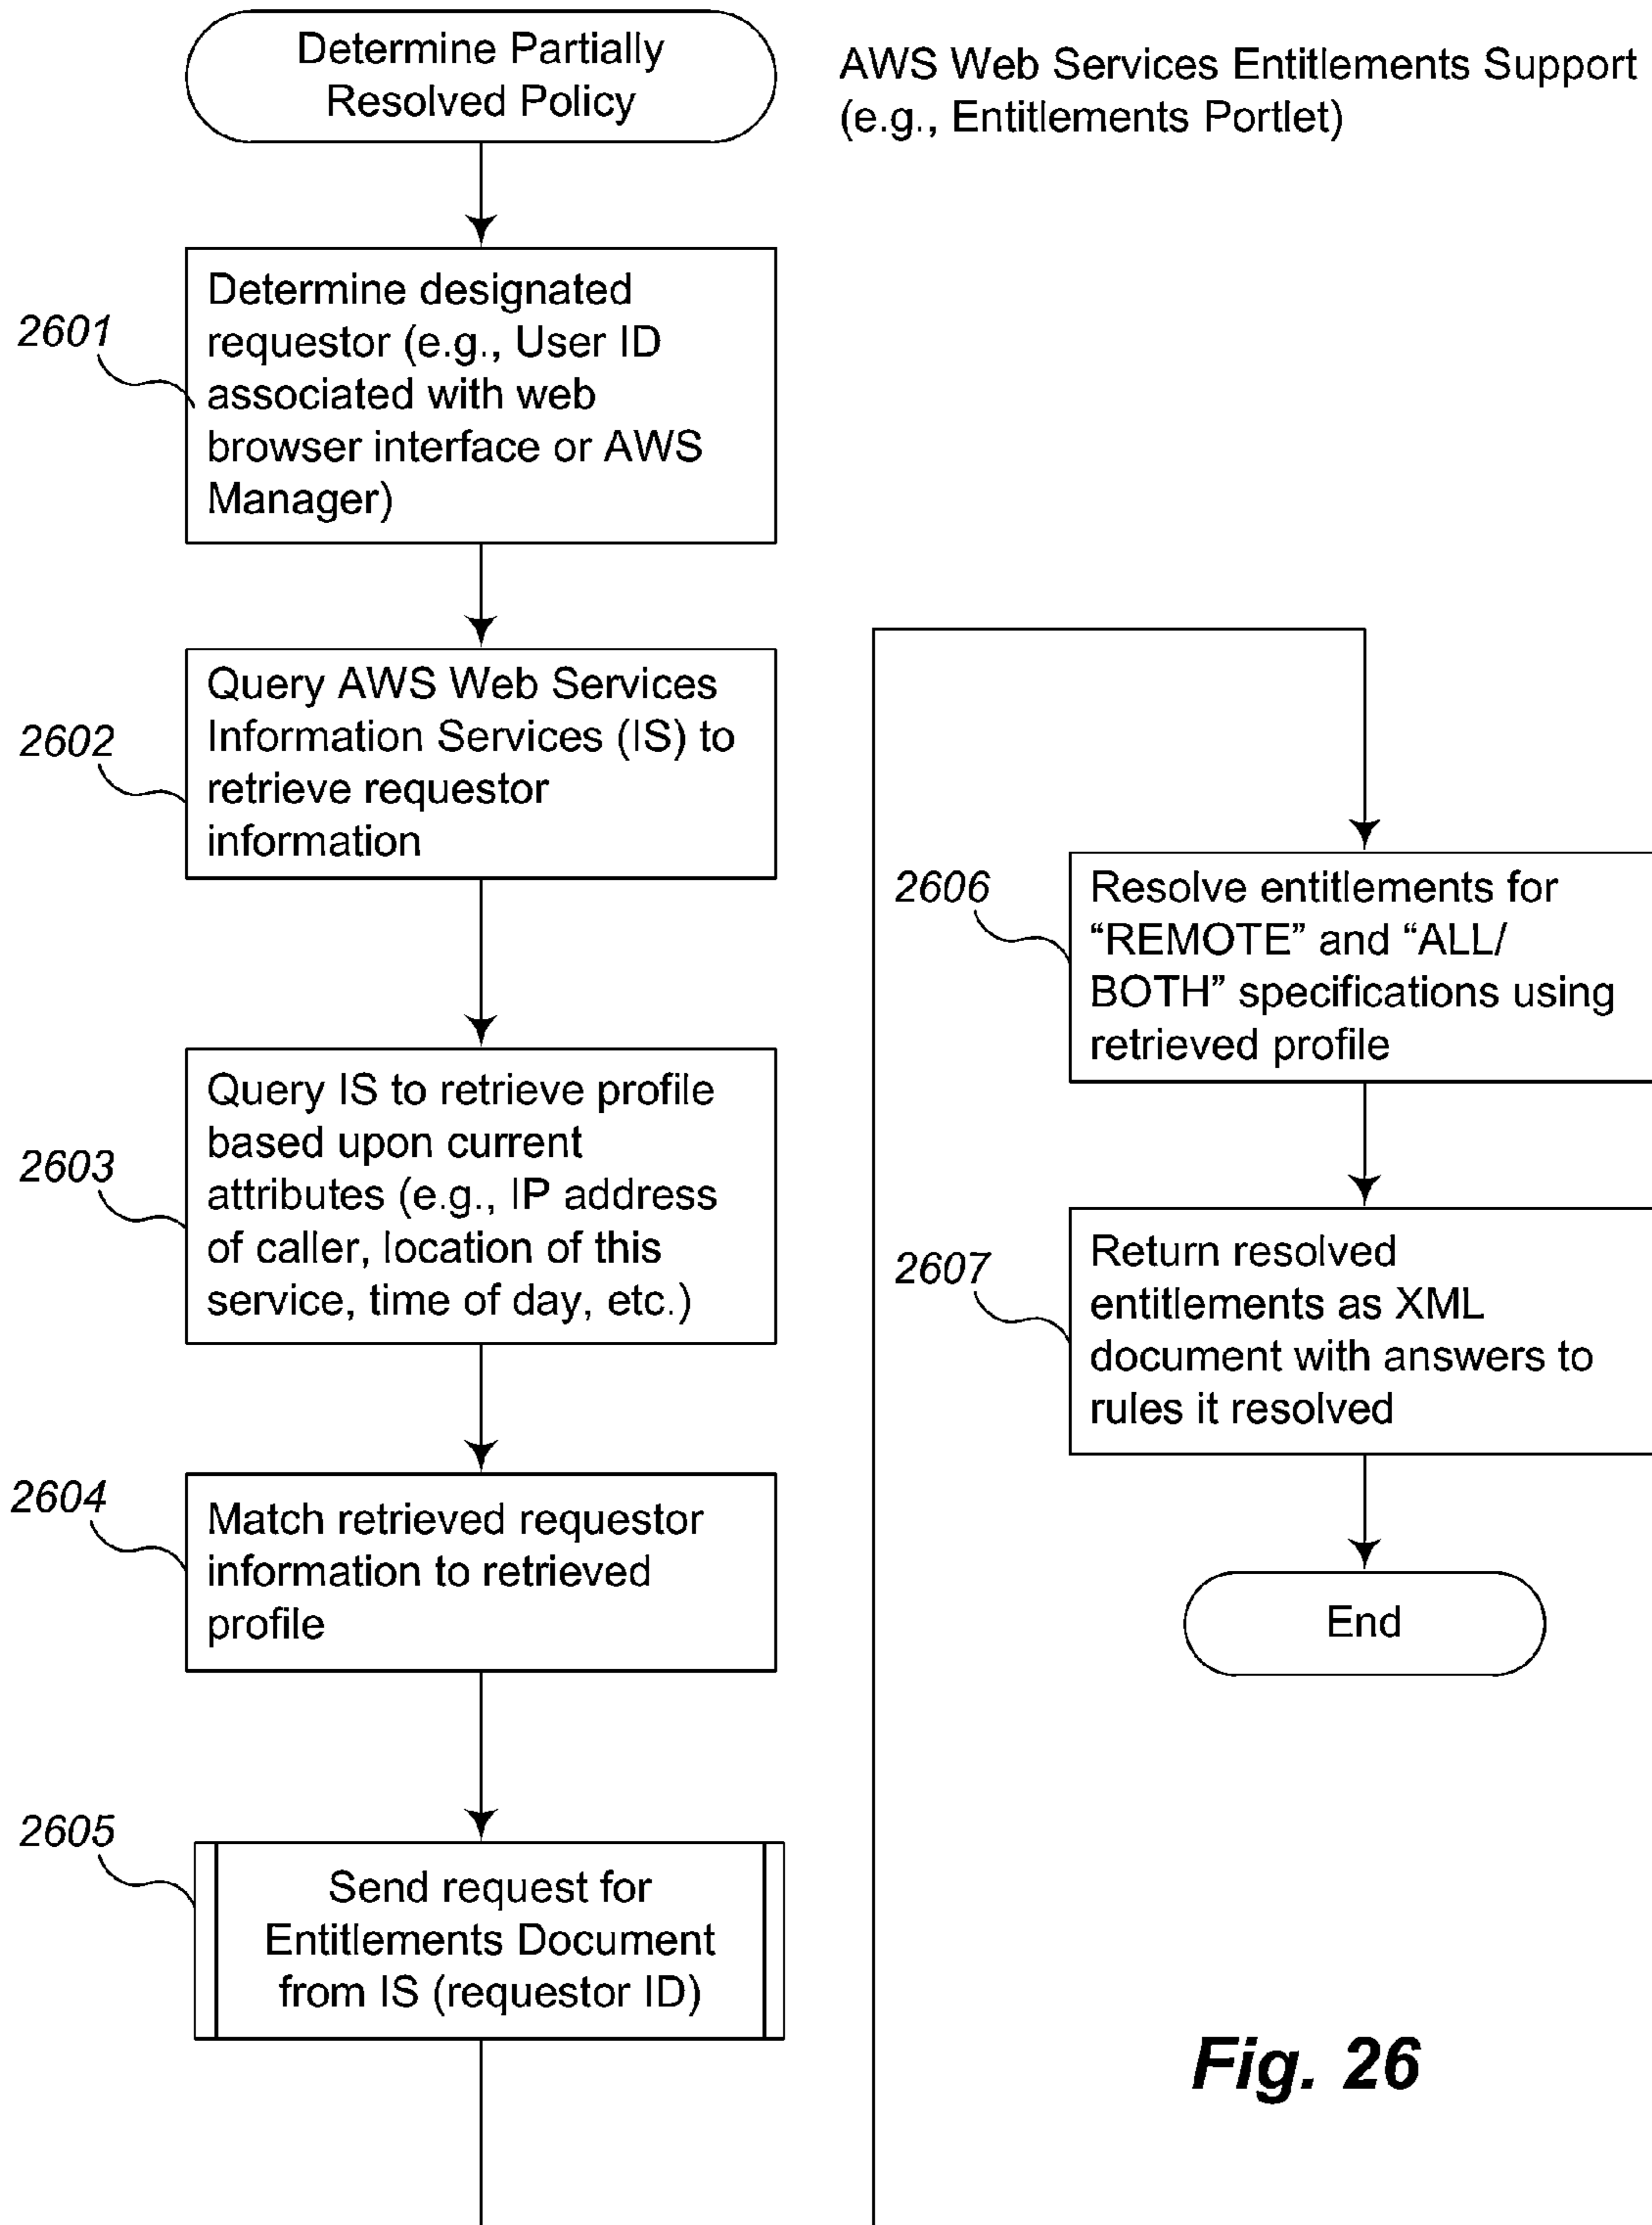 Determine Partially
Resolved Policy
AWS Web Services Entitlements Support
(e.g., Entitlements Portlet)
2601
Determine designated
requestor (e.g., User ID
associated with web
browser interface or AWS
Manager)
2602
Query AWS Web Services
Information Services (IS) to
retrieve requestor
information
2603
Query IS to retrieve profile
based upon current
attributes (e.g., IP address
of caller, location of this
service, time of day, etc.)
2604
Match retrieved requestor
information to retrieved
profile
2605
Send request for
Entitlements Document
from IS (requestor ID)
2606
Resolve entitlements for
“REMOTE” and “ALL/
BOTH” specifications using
retrieved profile
2607
Return resolved
entitlements as XML
document with answers to
rules it resolved
End
Fig. 26